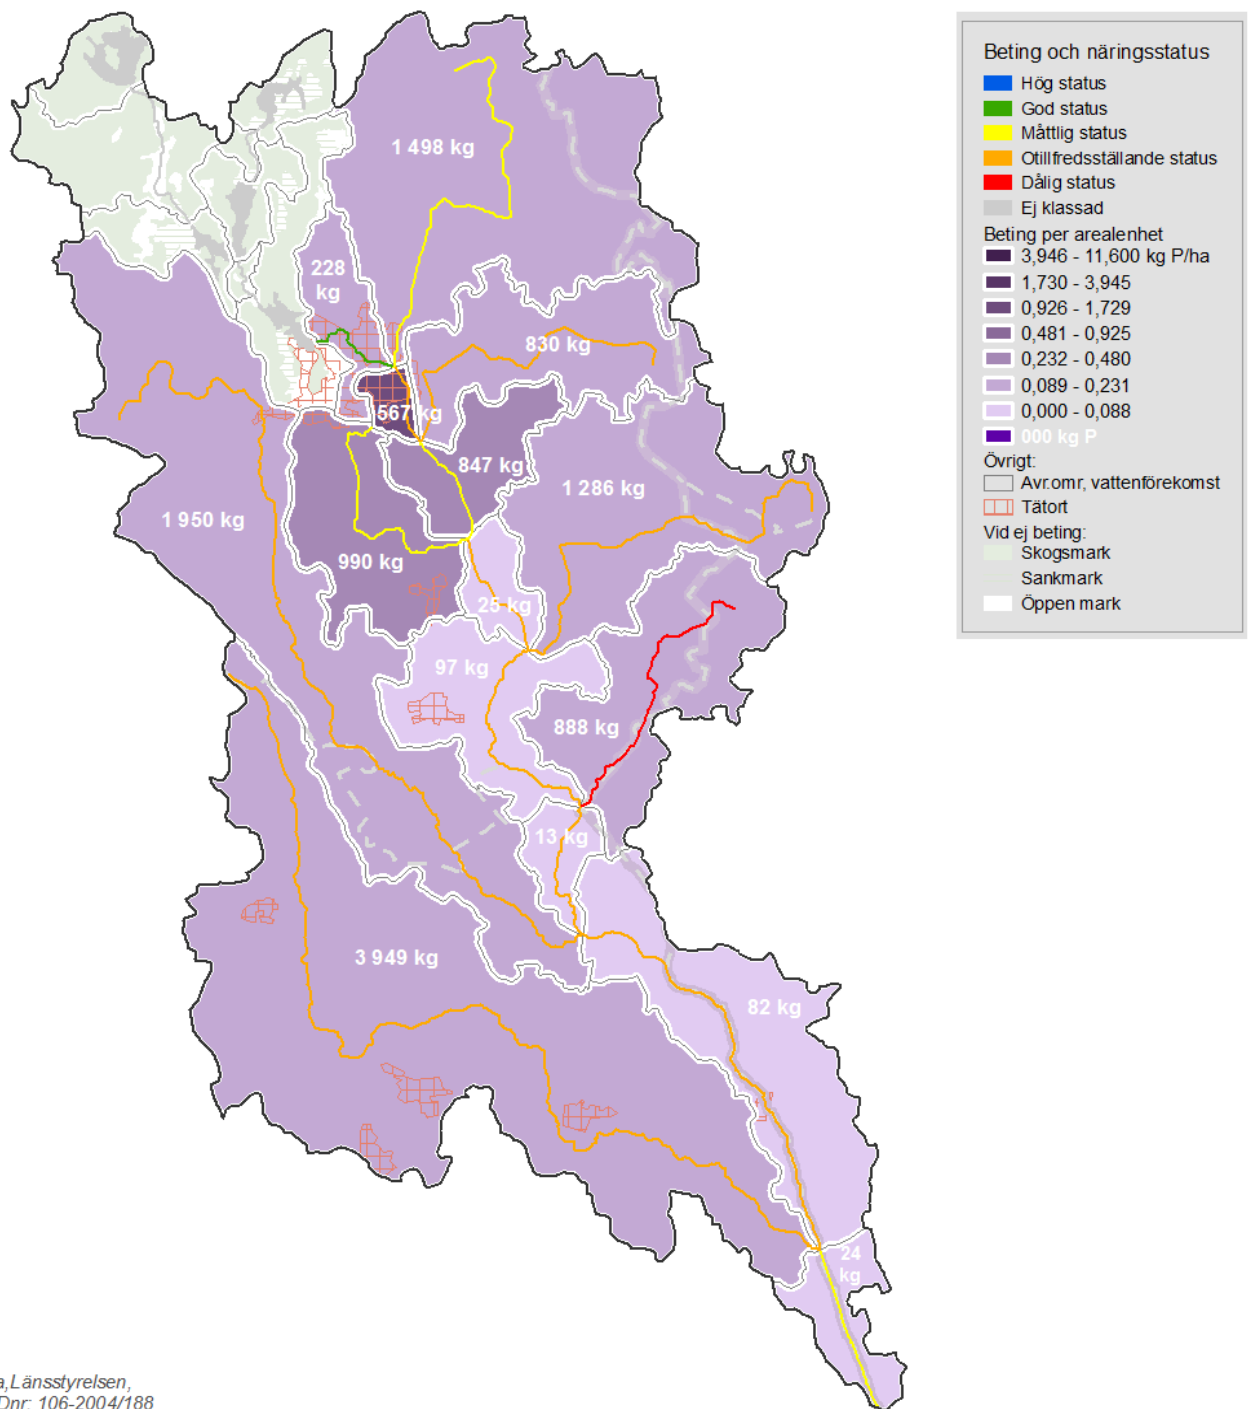 Beting och näringsstatus
Hög status
God status
Måttlig status
Otillfredsställande status
Dålig status
Ej klassad
Beting per arealenhet
3,946 - 11,600 kg P/ha
1,730 - 3,945
0,926 - 1,729
0,481 - 0,925
0,232 - 0,480
0,089 - 0,231
0,000 - 0,088
000 kg P
Övrigt:
Avr.omr, vattenförekomst
Tätort
Vid ej beting:
Skogsmark
Sankmark
Öppen mark
1 498 kg
228
kg
830 kg
567 kg
847 kg
1 286 kg
1 950 kg
990 kg
25 kg
97 kg
888 kg
13 kg
3 949 kg
82 kg
24
kg
a,Länsstyrelsen,
Dnr: 106-2004/188